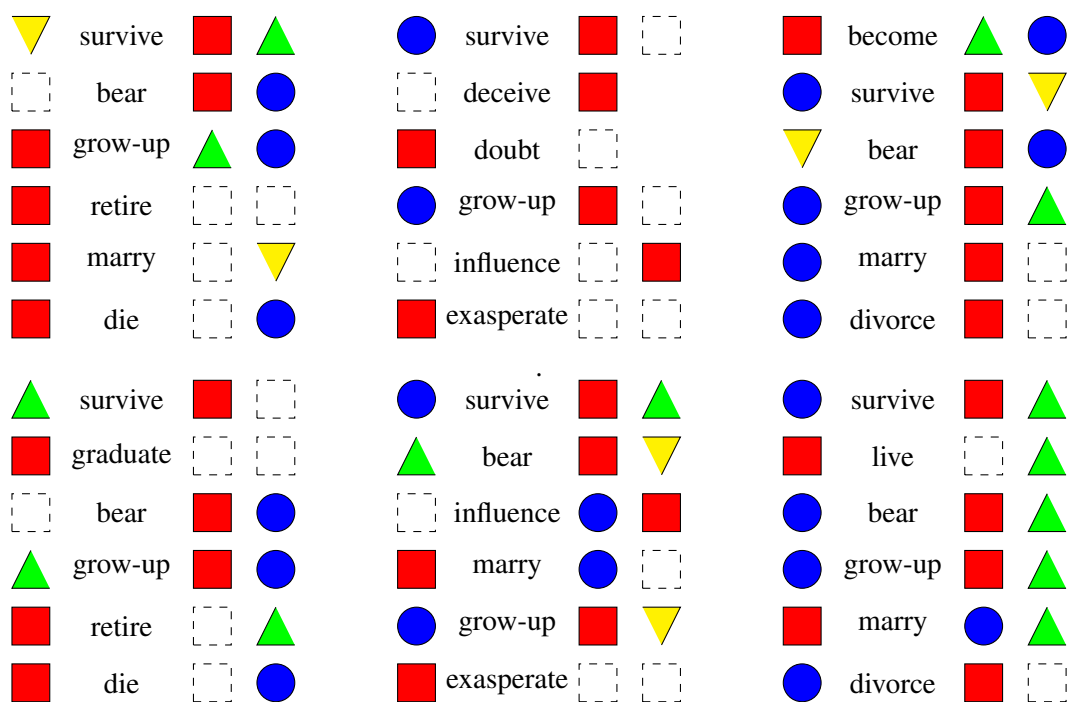 survive survive become
bear deceive survive
grow-up doubt bear
retire grow-up grow-up
marry influence marry
die exasperate divorce
.
survive survive survive
graduate bear live
bear influence bear
grow-up marry grow-up
retire grow-up marry
die exasperate divorce